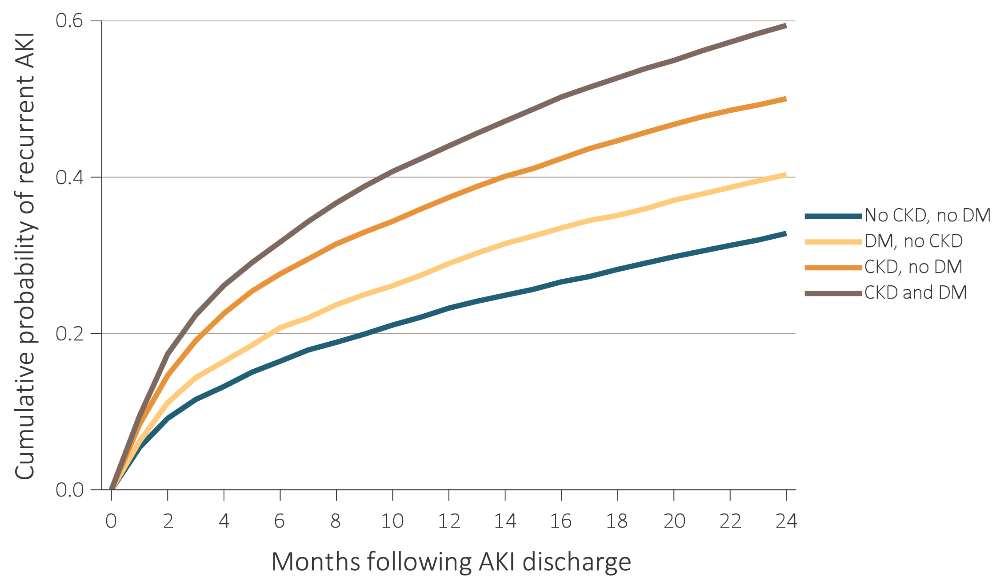 Cumulative probability of recurrent AKI
0.6
0.4
0.2
0.0
0 2 4 6 8 10 12 14 16 18 20 22 24
Months following AKI discharge
No CKD, no DM
DM, no CKD
CKD, no DM
CKD and DM